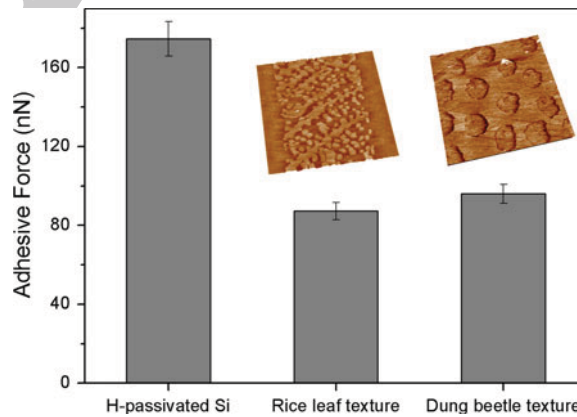 Adhesive Force (nN)
160
120
80
40
0
H-passivated Si
Rice leaf texture
Dung beetle texture